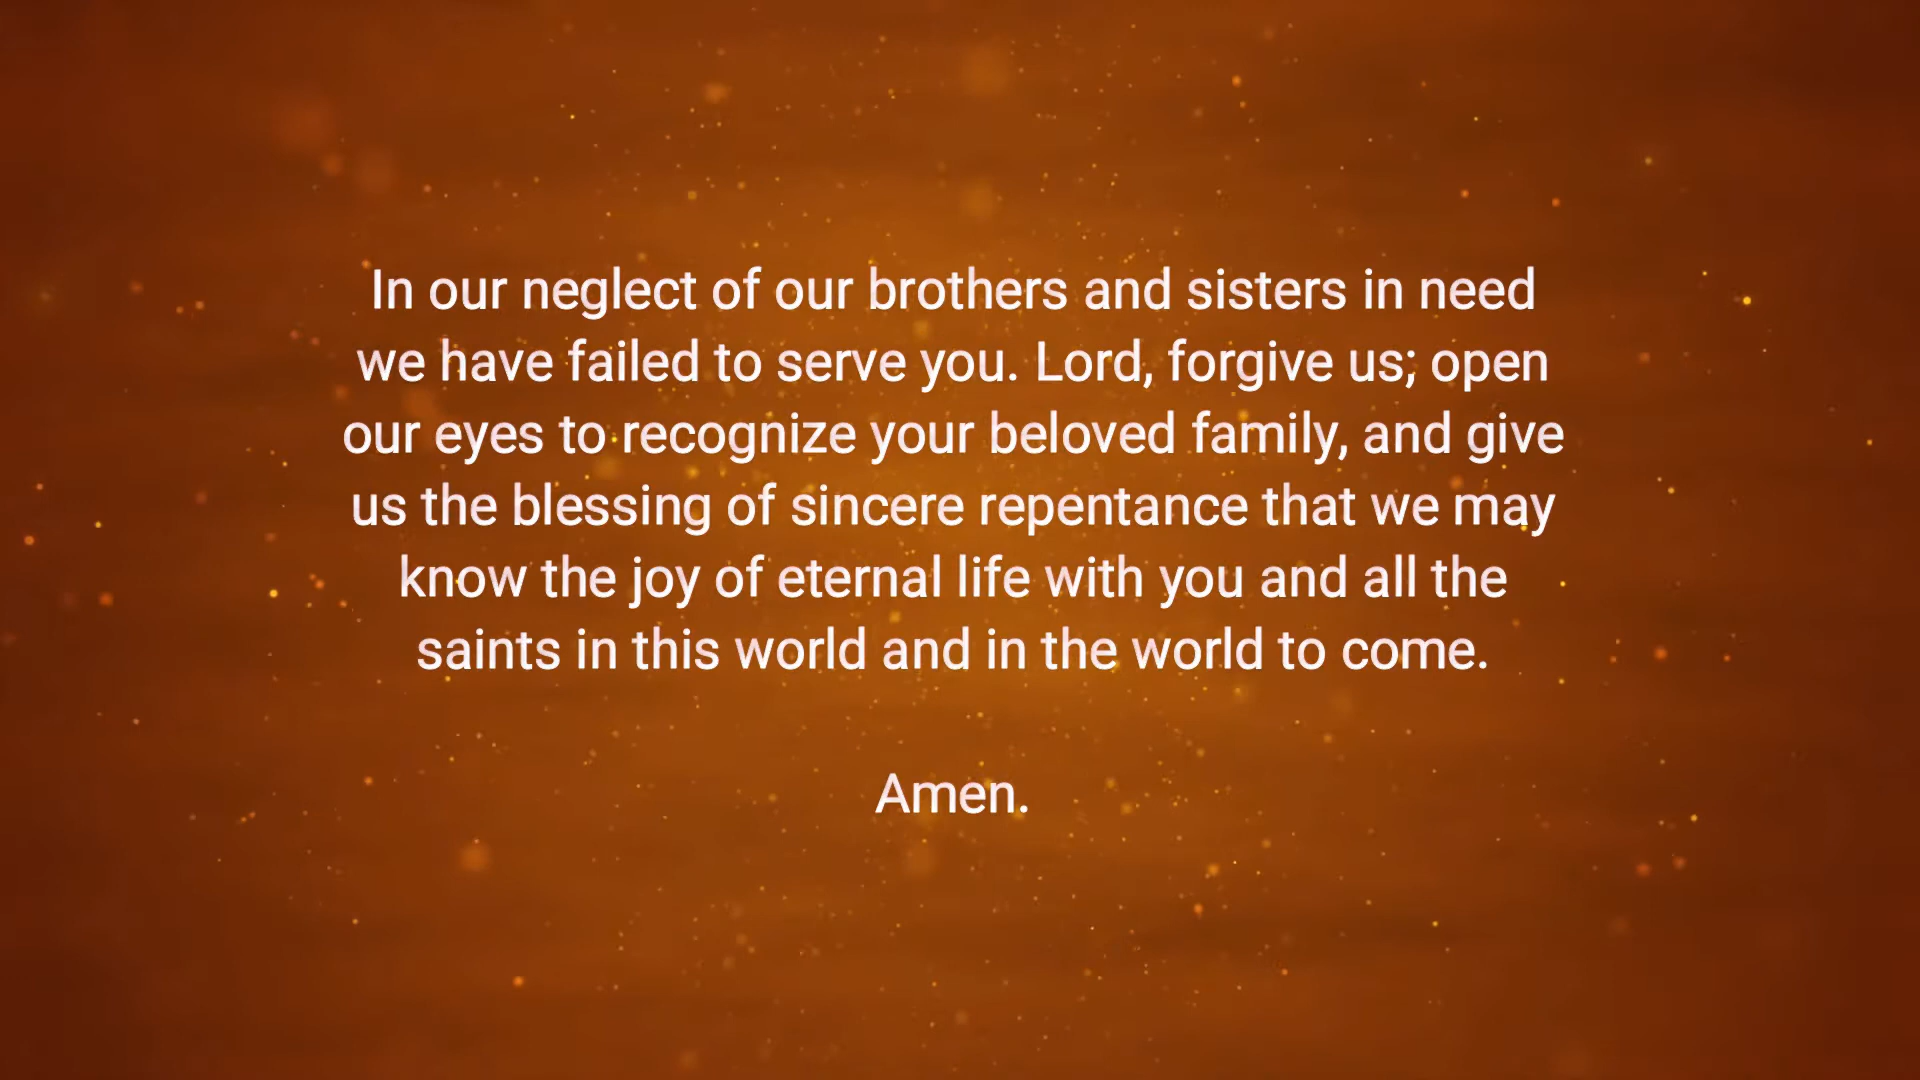 In our neglect of our brothers and sisters in need
we have failed to serve you. Lord, forgive us; open
our eyes to recognize your beloved family, and give
us the blessing of sincere repentance that we may
know the joy of eternal life with you and all the
saints in this world and in the world to come.
Amen.